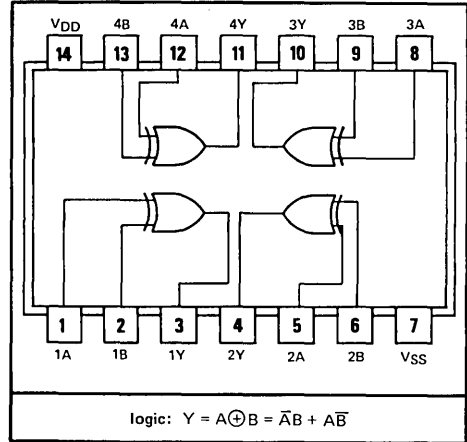 VDD 4B 4A 4Y 3Y 3B 3A
14 13 12 11 10 9 8
1 2 3 4 5 6 7
1A 1B 1Y 2Y 2A 2B VSS
logic: Y = A⊕B = A̅B + AB̅